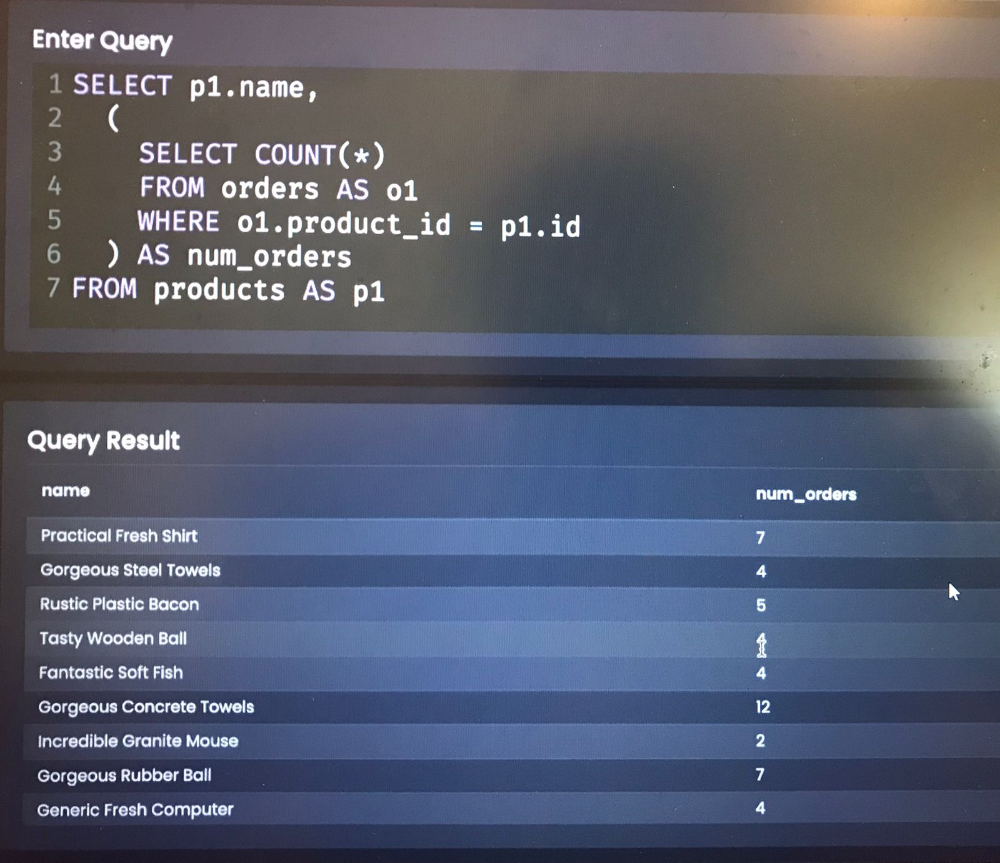 Enter Query
1 SELECT p1.name,
2 (
3 SELECT COUNT(*)
4 FROM orders AS o1
5 WHERE o1.product_id = p1.id
6 ) AS num_orders
7 FROM products AS p1
Query Result
name num_orders
Practical Fresh Shirt 7
Gorgeous Steel Towels 4
Rustic Plastic Bacon 5
Tasty Wooden Ball 4
Fantastic Soft Fish 4
Gorgeous Concrete Towels 12
Incredible Granite Mouse 2
Gorgeous Rubber Ball 7
Generic Fresh Computer 4